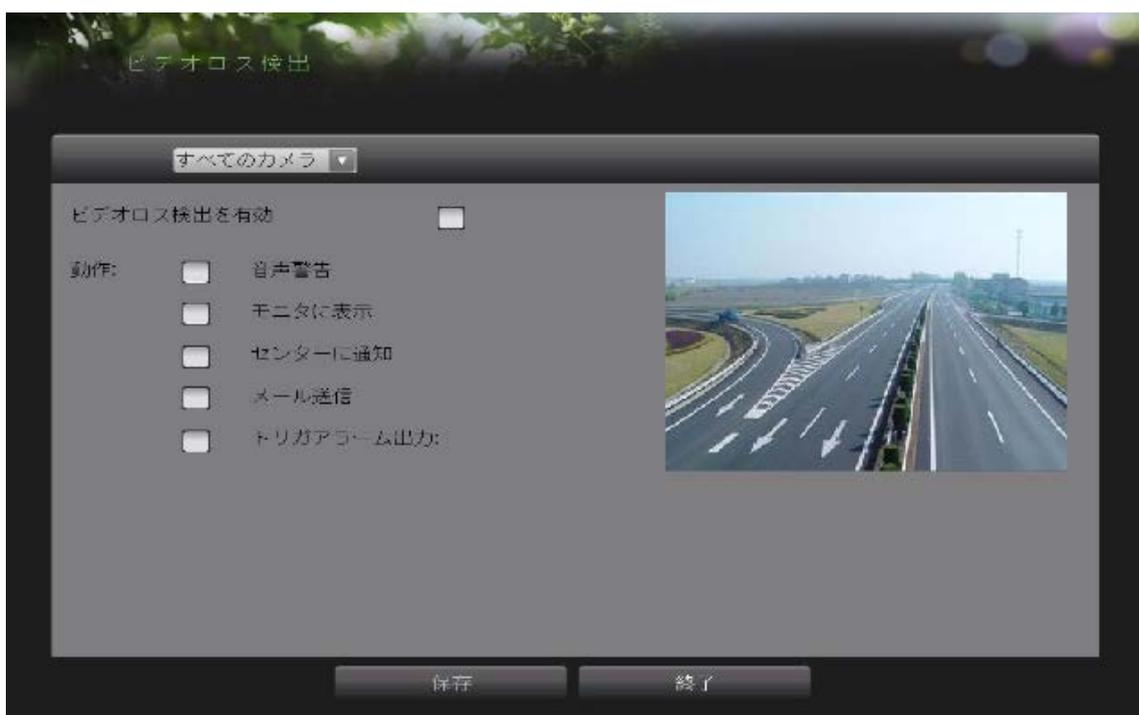 ビデオロス検出
すべてのカメラ
ビデオロス検出を有効
動作:
音声警告
モニタに表示
センターに通知
メール送信
トリガアラーム出力:
保存
終了